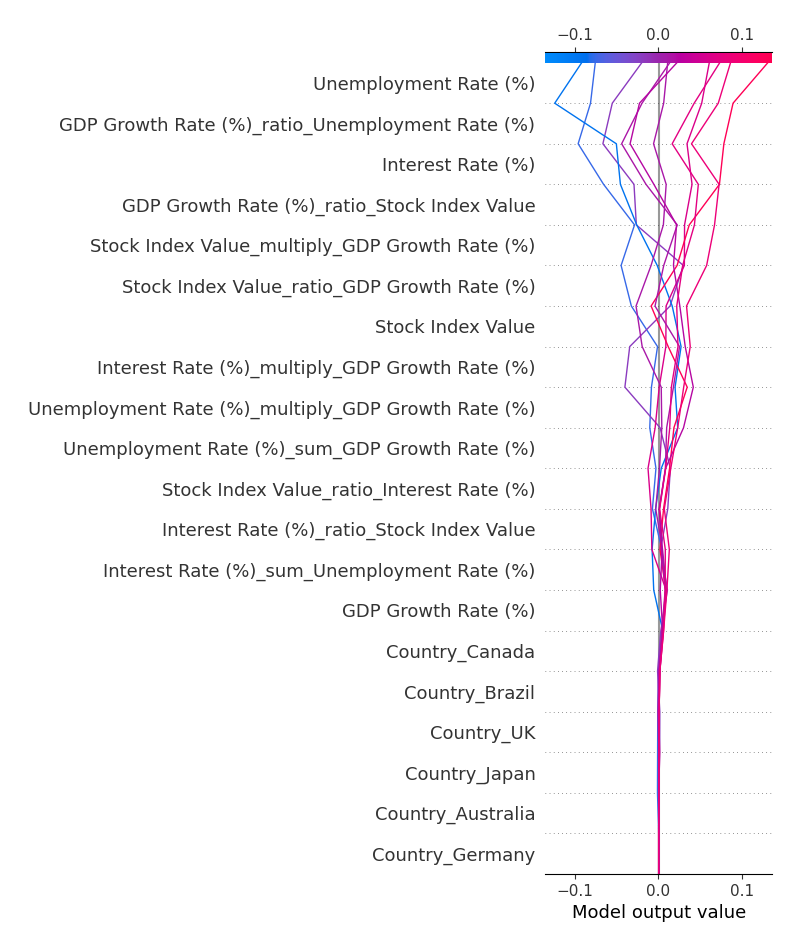 −0.1 0.0 0.1
Unemployment Rate (%)
GDP Growth Rate (%)_ratio_Unemployment Rate (%)
Interest Rate (%)
GDP Growth Rate (%)_ratio_Stock Index Value
Stock Index Value_multiply_GDP Growth Rate (%)
Stock Index Value_ratio_GDP Growth Rate (%)
Stock Index Value
Interest Rate (%)_multiply_GDP Growth Rate (%)
Unemployment Rate (%)_multiply_GDP Growth Rate (%)
Unemployment Rate (%)_sum_GDP Growth Rate (%)
Stock Index Value_ratio_Interest Rate (%)
Interest Rate (%)_ratio_Stock Index Value
Interest Rate (%)_sum_Unemployment Rate (%)
GDP Growth Rate (%)
Country_Canada
Country_Brazil
Country_UK
Country_Japan
Country_Australia
Country_Germany
−0.1 0.0 0.1
Model output value